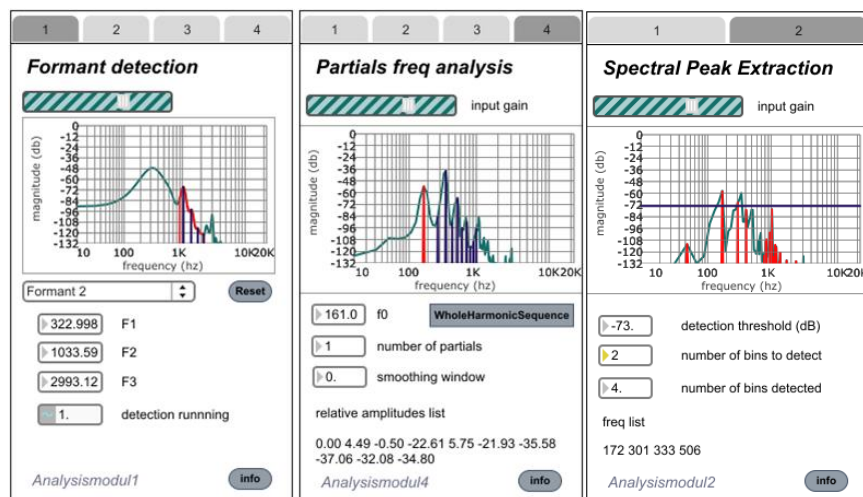 1 2 3 4
Formant detection
0
-12
-24
-36
-48
-60
-72
-84
-96
-108
-120
-132
magnitude (db)
10 100 1K 10K20K
frequency (hz)
Formant 2 Reset
322.998 F1
1033.59 F2
2993.12 F3
1. detection runnning
Analysismodul1 info
1 2 3 4
Partials freq analysis
input gain
0
-12
-24
-36
-48
-60
-72
-84
-96
-108
-120
-132
magnitude (db)
10 100 1K 10K20K
frequency (hz)
161.0 f0 WholeHarmonicSequence
1 number of partials
0. smoothing window
relative amplitudes list
0.00 4.49 -0.50 -22.61 5.75 -21.93 -35.58
-37.06 -32.08 -34.80
Analysismodul4 info
1 2
Spectral Peak Extraction
input gain
0
-12
-24
-36
-48
-60
-72
-84
-96
-108
-120
-132
magnitude (db)
10 100 1K 10K20K
frequency (hz)
-73. detection threshold (dB)
2 number of bins to detect
4. number of bins detected
freq list
172 301 333 506
Analysismodul2 info